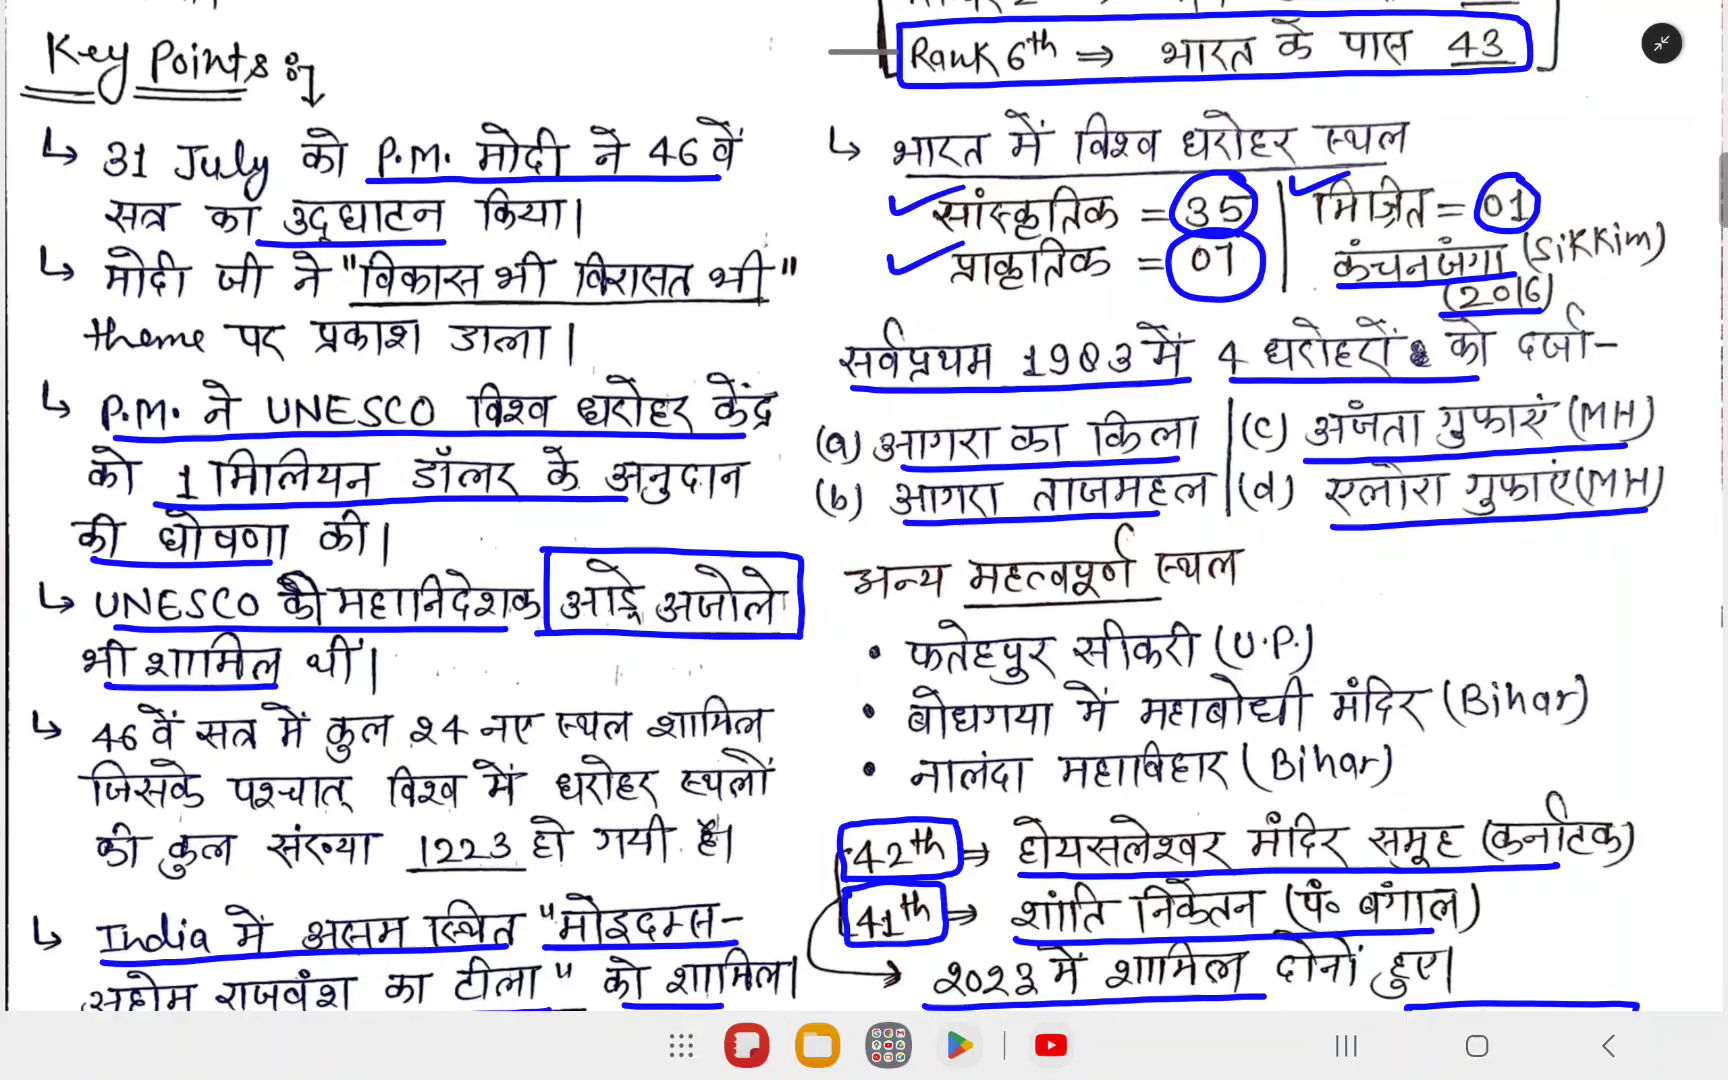 Key Points :-
↳ 31 July को P.M. मोदी ने 46 वें
सत्र का उद्घाटन किया।
↳ मोदी जी ने "विकास भी विरासत भी"
theme पर प्रकाश डाला।
↳ P.M. ने UNESCO विश्व धरोहर केंद्र
को 1 मिलियन डॉलर के अनुदान
की घोषणा की।
↳ UNESCO की महानिदेशक आड्रे अजोले
भी शामिल थीं।
↳ 46 वें सत्र में कुल 24 नए स्थल शामिल
जिसके पश्चात् विश्व में धरोहर स्थलों
की कुल संख्या 1223 हो गयी है।
↳ India में असम स्थित "मोइदम्स-
अहोम राजवंश का टीला" को शामिल।
Rank 6th ⇒ भारत के पास 43
↳ भारत में विश्व धरोहर स्थल
सांस्कृतिक = 35 | मिश्रित = 01
प्राकृतिक = 07 | कंचनजंगा (Sikkim)
(2016)
सर्वप्रथम 1983 में 4 धरोहरों को दर्जा-
(a) आगरा का किला | (c) अजंता गुफाएं (MH)
(b) आगरा ताजमहल | (d) एलोरा गुफाएं (MH)
अन्य महत्वपूर्ण स्थल
• फतेहपुर सीकरी (U.P.)
• बोधगया में महाबोधी मंदिर (Bihar)
• नालंदा महाविहार (Bihar)
42th ⇒ होयसलेश्वर मंदिर समूह (कर्नाटक)
41th ⇒ शांति निकेतन (पं० बंगाल)
→ 2023 में शामिल दोनों हुए।